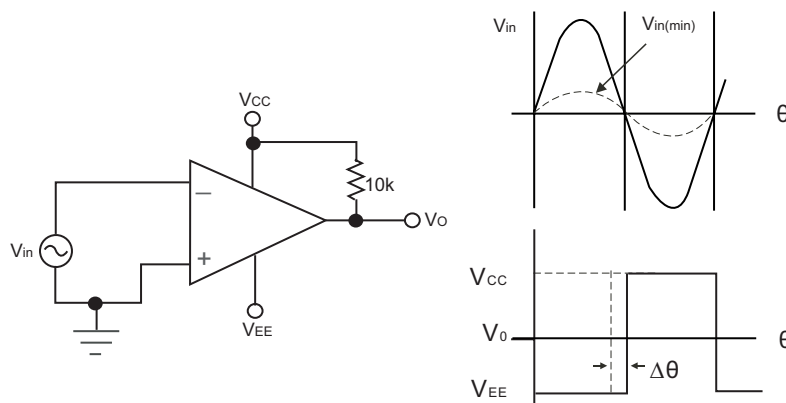 VCC
10k
−
+
Vin
VO
VEE
Vin
Vin(min)
θ
VCC
V0
θ
Δθ
VEE